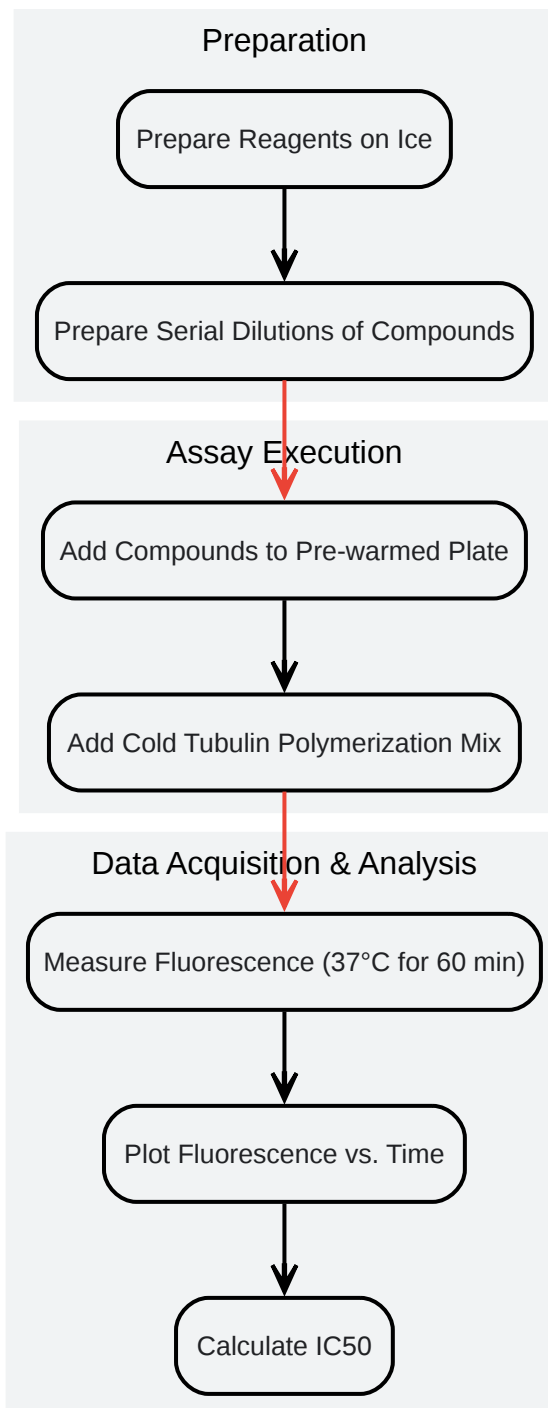 Preparation
Prepare Reagents on Ice
Prepare Serial Dilutions of Compounds
Assay Execution
Add Compounds to Pre-warmed Plate
Add Cold Tubulin Polymerization Mix
Data Acquisition & Analysis
Measure Fluorescence (37°C for 60 min)
Plot Fluorescence vs. Time
Calculate IC50